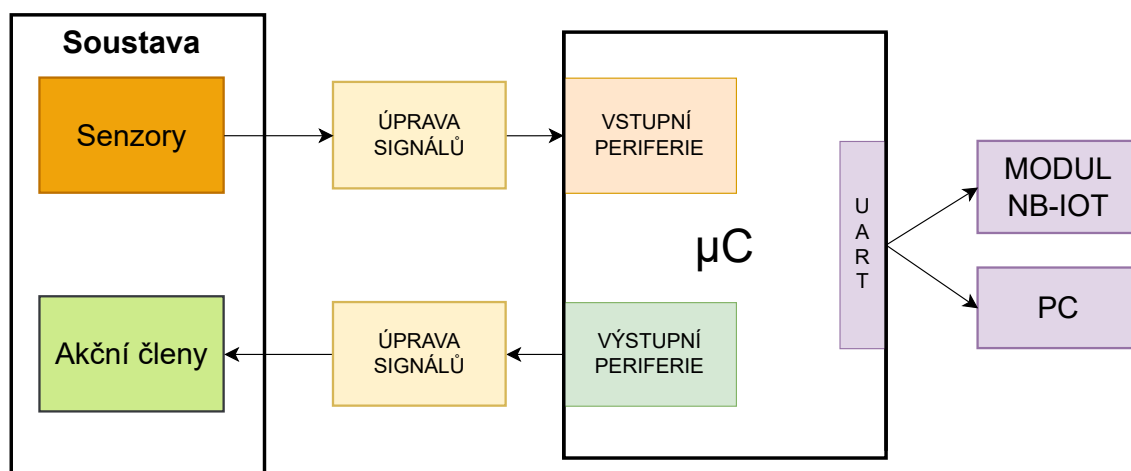 Soustava
Senzory
ÚPRAVA
SIGNÁLŮ
VSTUPNÍ
PERIFERIE
µC
U
A
R
T
MODUL
NB-IOT
PC
Akční členy
ÚPRAVA
SIGNÁLŮ
VÝSTUPNÍ
PERIFERIE